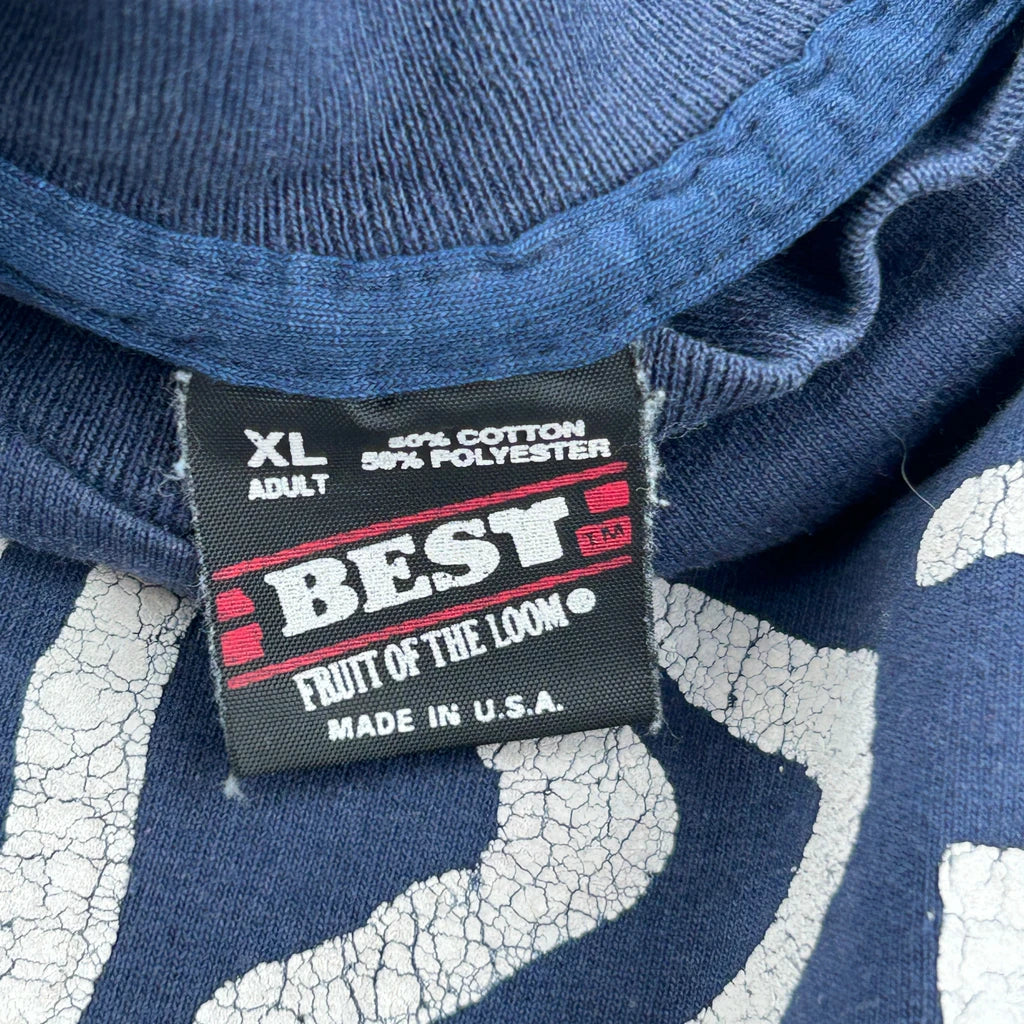 XL
ADULT
50% COTTON
50% POLYESTER
BEST
TM
FRUIT OF THE LOOM
MADE IN U.S.A.